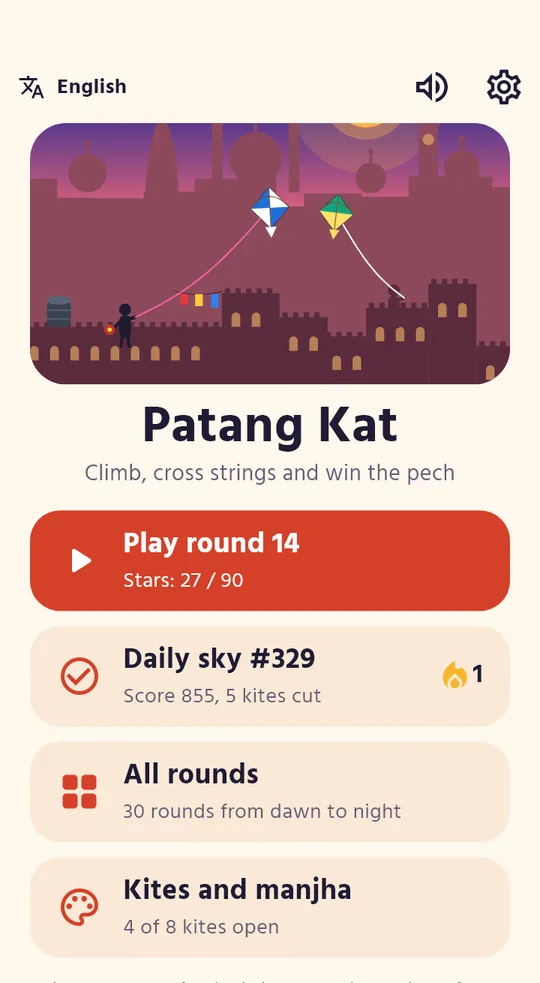 English
Patang Kat
Climb, cross strings and win the pech
Play round 14
Stars: 27 / 90
Daily sky #329
Score 855, 5 kites cut
1
All rounds
30 rounds from dawn to night
Kites and manjha
4 of 8 kites open